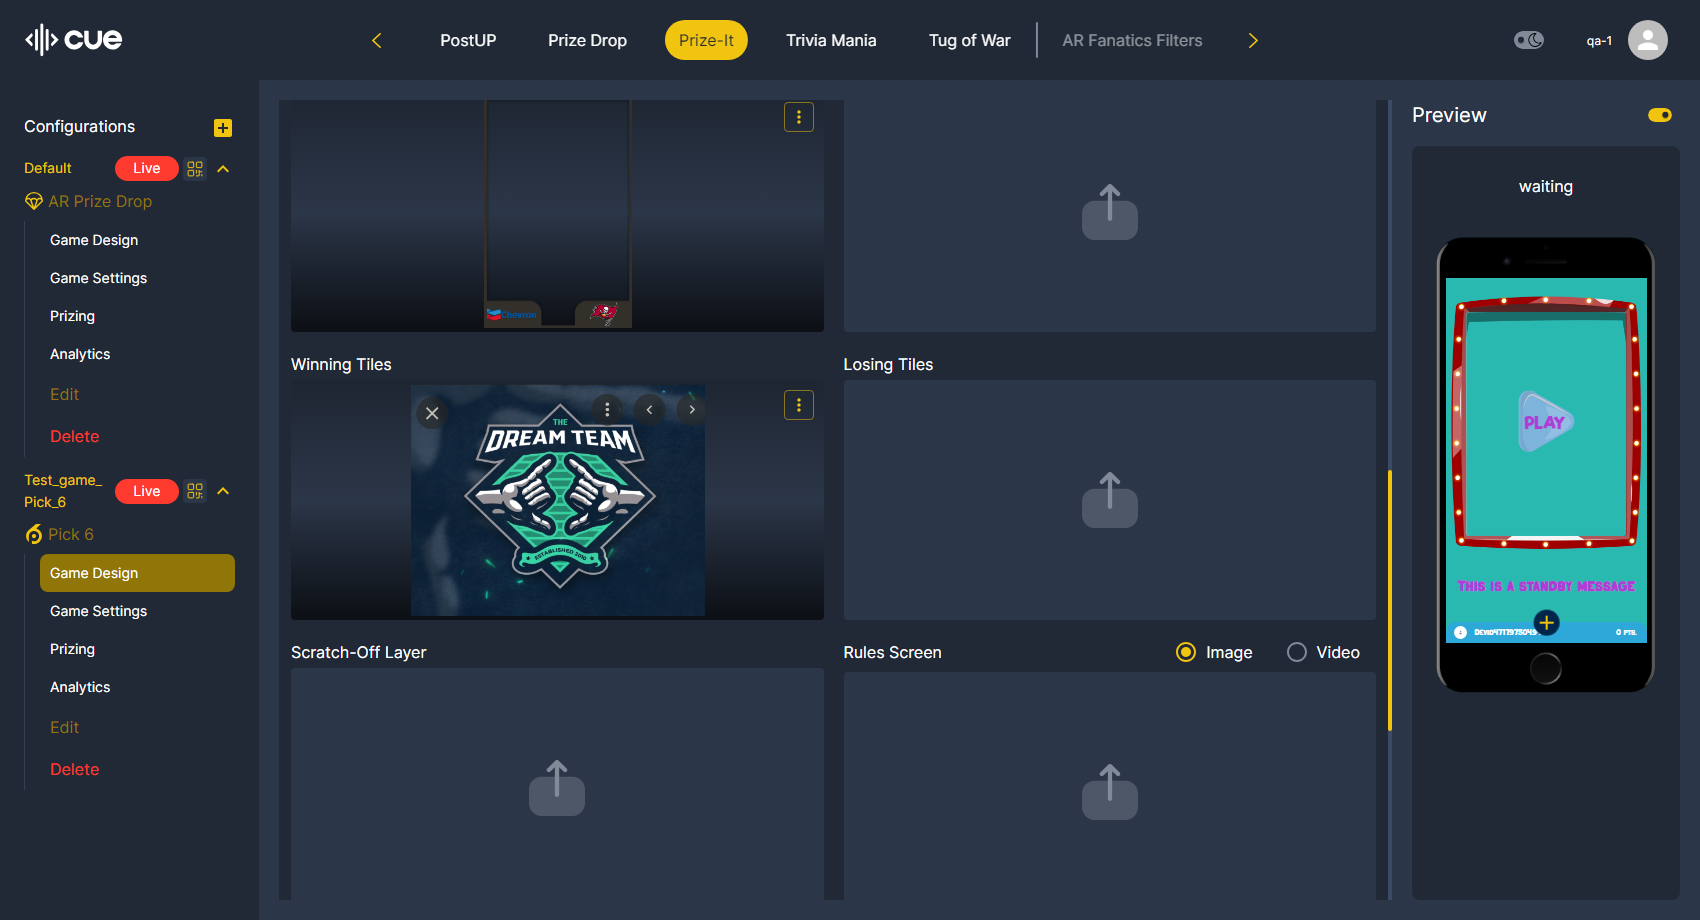 cue
PostUP
Prize Drop
Prize-It
Trivia Mania
Tug of War
AR Fanatics Filters
qa-1
Configurations
Default
Live
AR Prize Drop
Game Design
Game Settings
Prizing
Analytics
Edit
Delete
Test_game_
Pick_6
Live
Pick 6
Game Design
Game Settings
Prizing
Analytics
Edit
Delete
Chevron
Winning Tiles
Losing Tiles
THE
DREAM TEAM
ESTABLISHED 2010
Scratch-Off Layer
Rules Screen
Image
Video
Preview
waiting
PLAY
THIS IS A STANDBY MESSAGE
0 PTS.